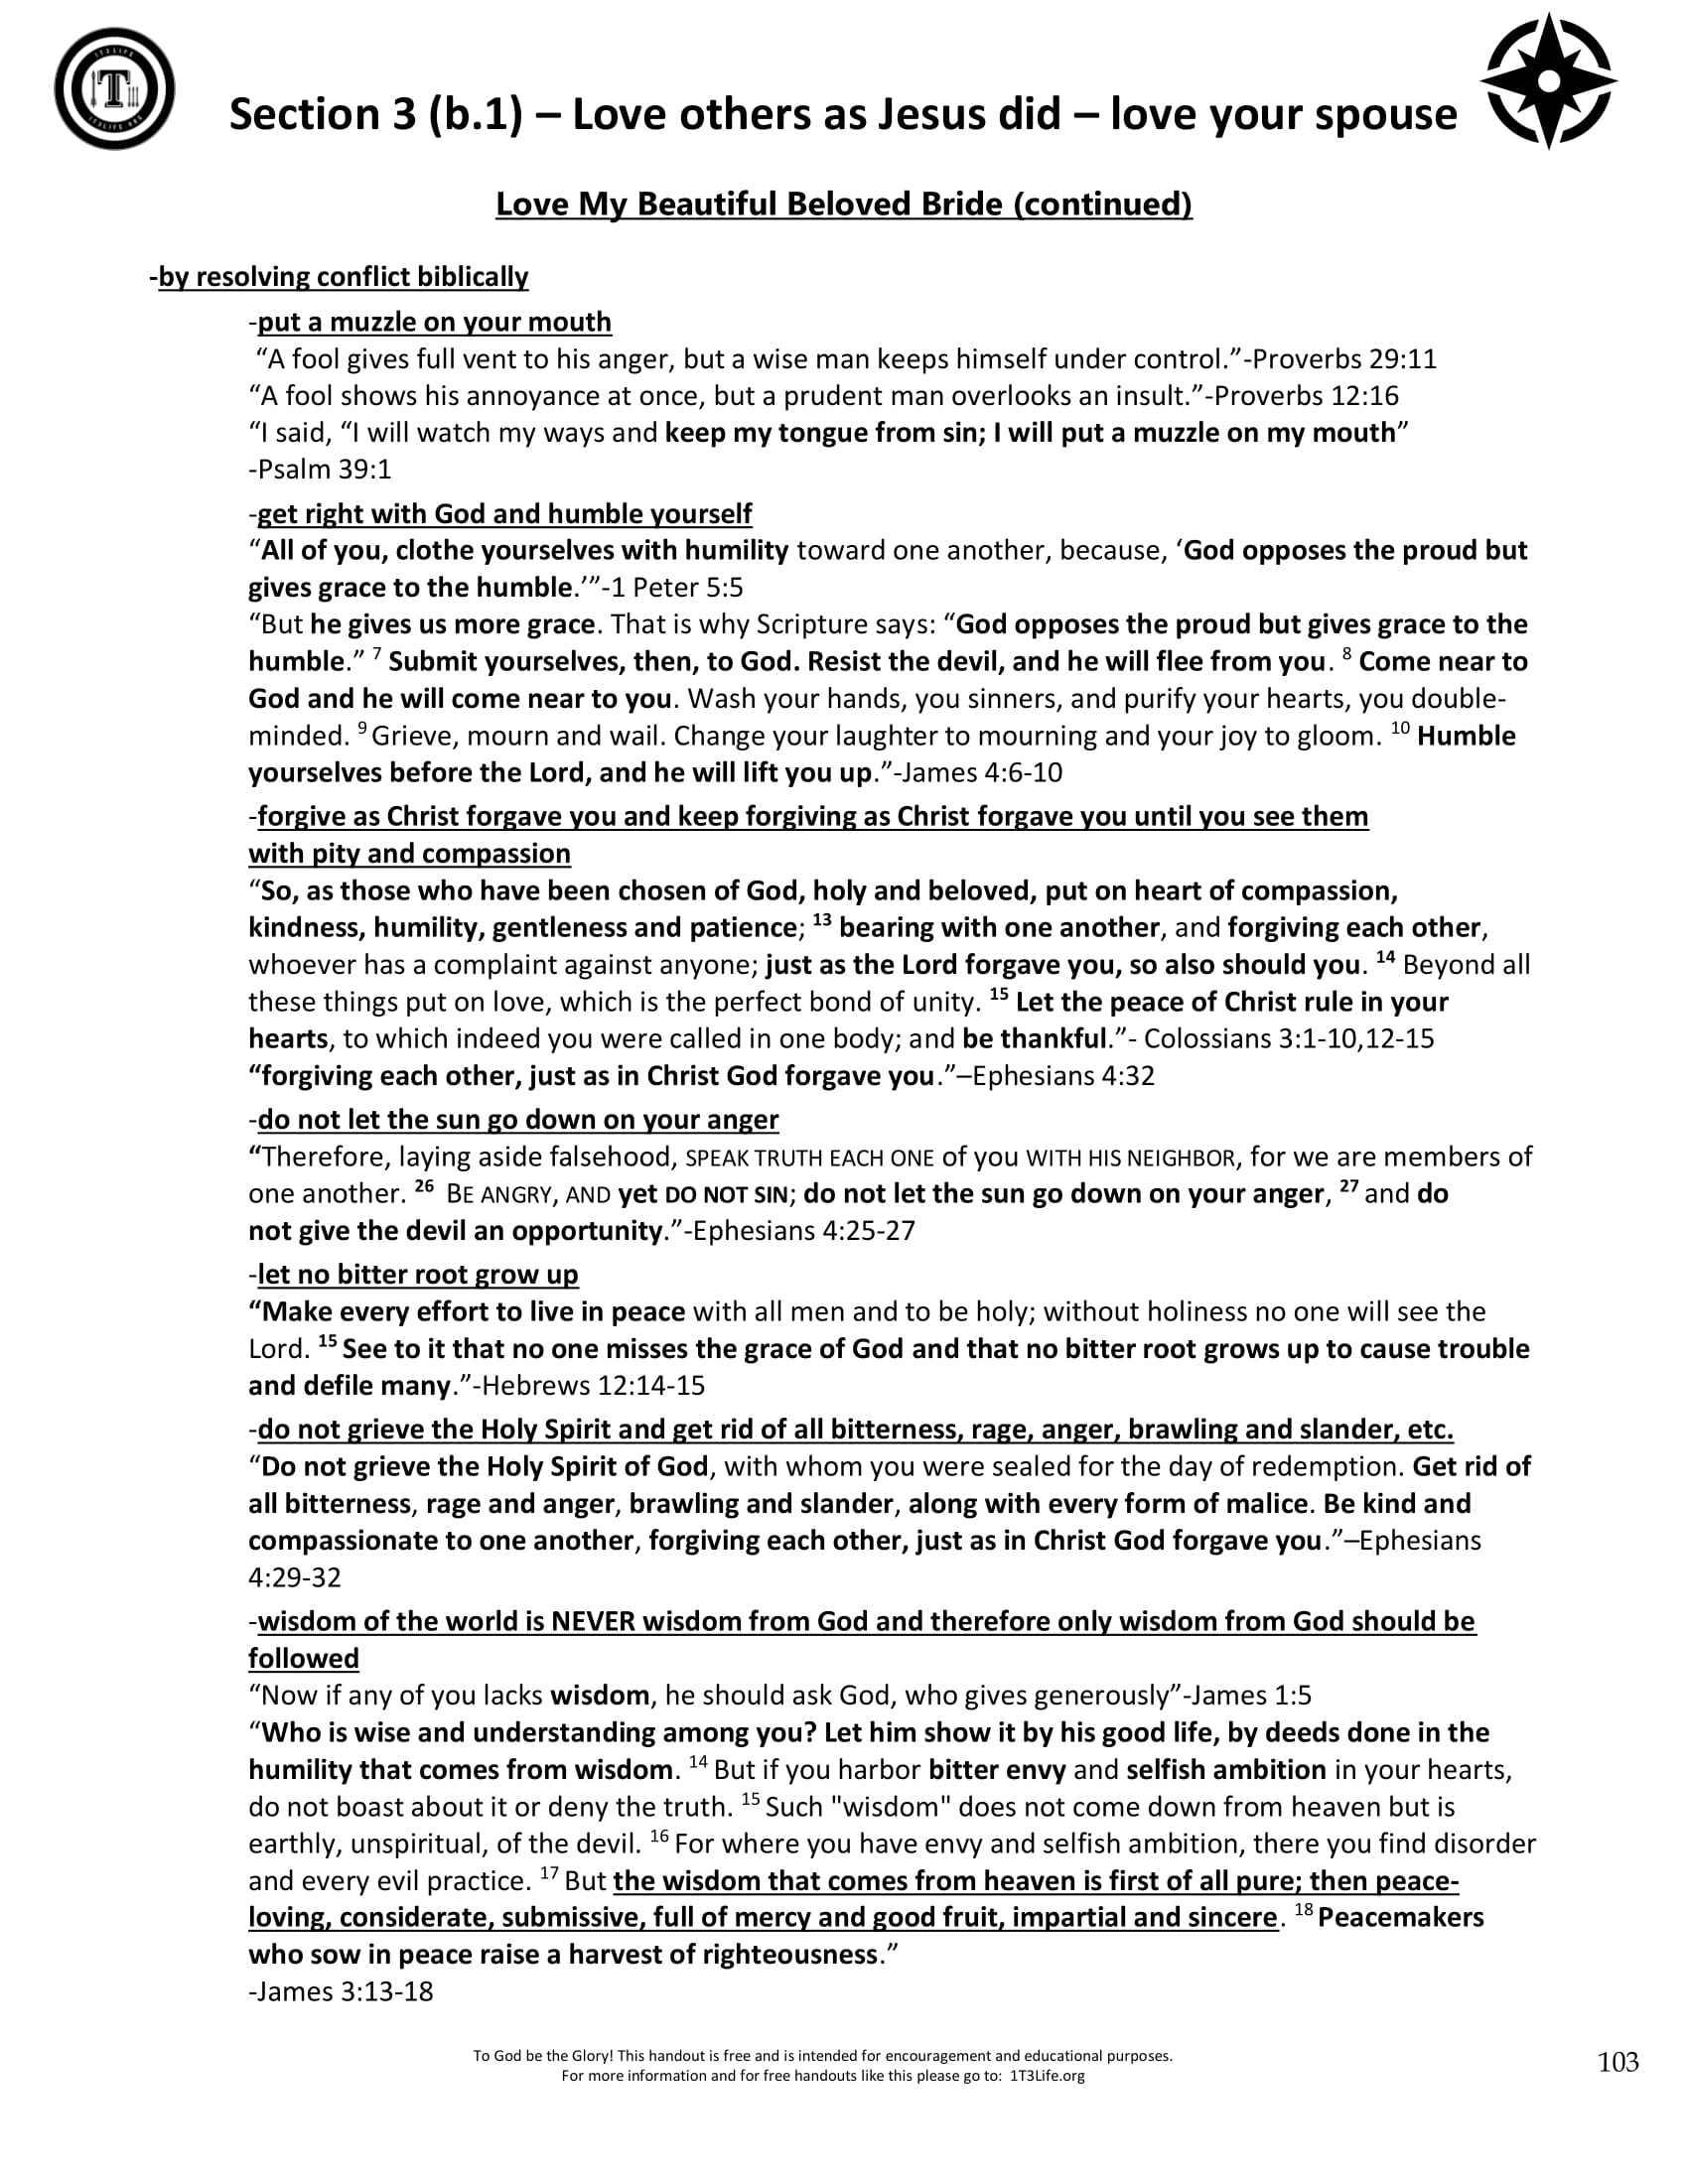 1T3LIFE
T
1T3LIFE.ORG
Section 3 (b.1) – Love others as Jesus did – love your spouse
Love My Beautiful Beloved Bride (continued)
-by resolving conflict biblically
-put a muzzle on your mouth
“A fool gives full vent to his anger, but a wise man keeps himself under control.”-Proverbs 29:11
“A fool shows his annoyance at once, but a prudent man overlooks an insult.”-Proverbs 12:16
“I said, “I will watch my ways and keep my tongue from sin; I will put a muzzle on my mouth”
-Psalm 39:1
-get right with God and humble yourself
“All of you, clothe yourselves with humility toward one another, because, ‘God opposes the proud but
gives grace to the humble.’”-1 Peter 5:5
“But he gives us more grace. That is why Scripture says: “God opposes the proud but gives grace to the
humble.” 7 Submit yourselves, then, to God. Resist the devil, and he will flee from you. 8 Come near to
God and he will come near to you. Wash your hands, you sinners, and purify your hearts, you double-
minded. 9 Grieve, mourn and wail. Change your laughter to mourning and your joy to gloom. 10 Humble
yourselves before the Lord, and he will lift you up.”-James 4:6-10
-forgive as Christ forgave you and keep forgiving as Christ forgave you until you see them
with pity and compassion
“So, as those who have been chosen of God, holy and beloved, put on heart of compassion,
kindness, humility, gentleness and patience; 13 bearing with one another, and forgiving each other,
whoever has a complaint against anyone; just as the Lord forgave you, so also should you. 14 Beyond all
these things put on love, which is the perfect bond of unity. 15 Let the peace of Christ rule in your
hearts, to which indeed you were called in one body; and be thankful.”- Colossians 3:1-10,12-15
“forgiving each other, just as in Christ God forgave you.”–Ephesians 4:32
-do not let the sun go down on your anger
“Therefore, laying aside falsehood, SPEAK TRUTH EACH ONE of you WITH HIS NEIGHBOR, for we are members of
one another. 26 BE ANGRY, AND yet DO NOT SIN; do not let the sun go down on your anger, 27 and do
not give the devil an opportunity.”-Ephesians 4:25-27
-let no bitter root grow up
“Make every effort to live in peace with all men and to be holy; without holiness no one will see the
Lord. 15 See to it that no one misses the grace of God and that no bitter root grows up to cause trouble
and defile many.”-Hebrews 12:14-15
-do not grieve the Holy Spirit and get rid of all bitterness, rage, anger, brawling and slander, etc.
“Do not grieve the Holy Spirit of God, with whom you were sealed for the day of redemption. Get rid of
all bitterness, rage and anger, brawling and slander, along with every form of malice. Be kind and
compassionate to one another, forgiving each other, just as in Christ God forgave you.”–Ephesians
4:29-32
-wisdom of the world is NEVER wisdom from God and therefore only wisdom from God should be
followed
“Now if any of you lacks wisdom, he should ask God, who gives generously”-James 1:5
“Who is wise and understanding among you? Let him show it by his good life, by deeds done in the
humility that comes from wisdom. 14 But if you harbor bitter envy and selfish ambition in your hearts,
do not boast about it or deny the truth. 15 Such "wisdom" does not come down from heaven but is
earthly, unspiritual, of the devil. 16 For where you have envy and selfish ambition, there you find disorder
and every evil practice. 17 But the wisdom that comes from heaven is first of all pure; then peace-
loving, considerate, submissive, full of mercy and good fruit, impartial and sincere. 18 Peacemakers
who sow in peace raise a harvest of righteousness.”
-James 3:13-18
To God be the Glory! This handout is free and is intended for encouragement and educational purposes.
For more information and for free handouts like this please go to: 1T3Life.org
103